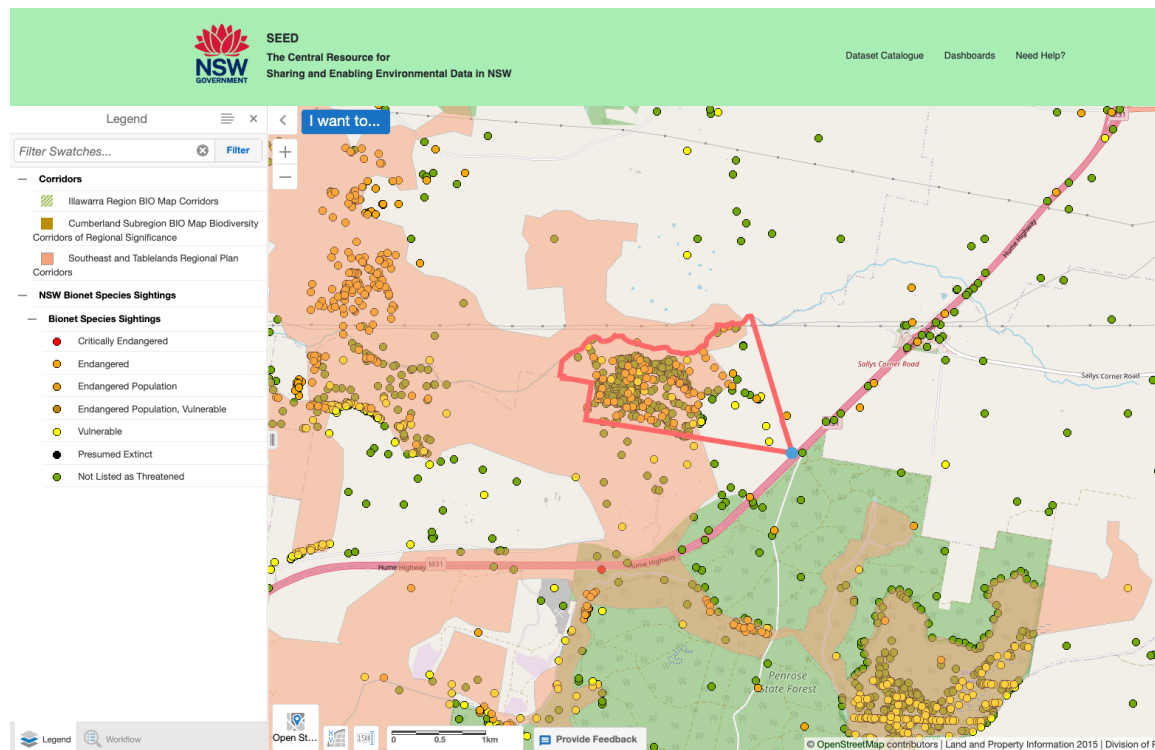 SEED
The Central Resource for
Sharing and Enabling Environmental Data in NSW
NSW
GOVERNMENT
Dataset Catalogue
Dashboards
Need Help?
Legend
I want to...
Filter Swatches...
Filter
Corridors
Illawarra Region BIO Map Corridors
Cumberland Subregion BIO Map Biodiversity
Corridors of Regional Significance
Southeast and Tablelands Regional Plan
Corridors
NSW Bionet Species Sightings
Bionet Species Sightings
Critically Endangered
Endangered
Endangered Population
Endangered Population, Vulnerable
Vulnerable
Presumed Extinct
Not Listed as Threatened
M31
Hume Highway
Sallys Corner Road
Sallys Corner Road
Hume Highway
M31
Hume Highway
Penrose
State Forest
Legend
Workflow
Open St...
0
0.5
1km
Provide Feedback
© OpenStreetMap contributors | Land and Property Information 2015 | Division of